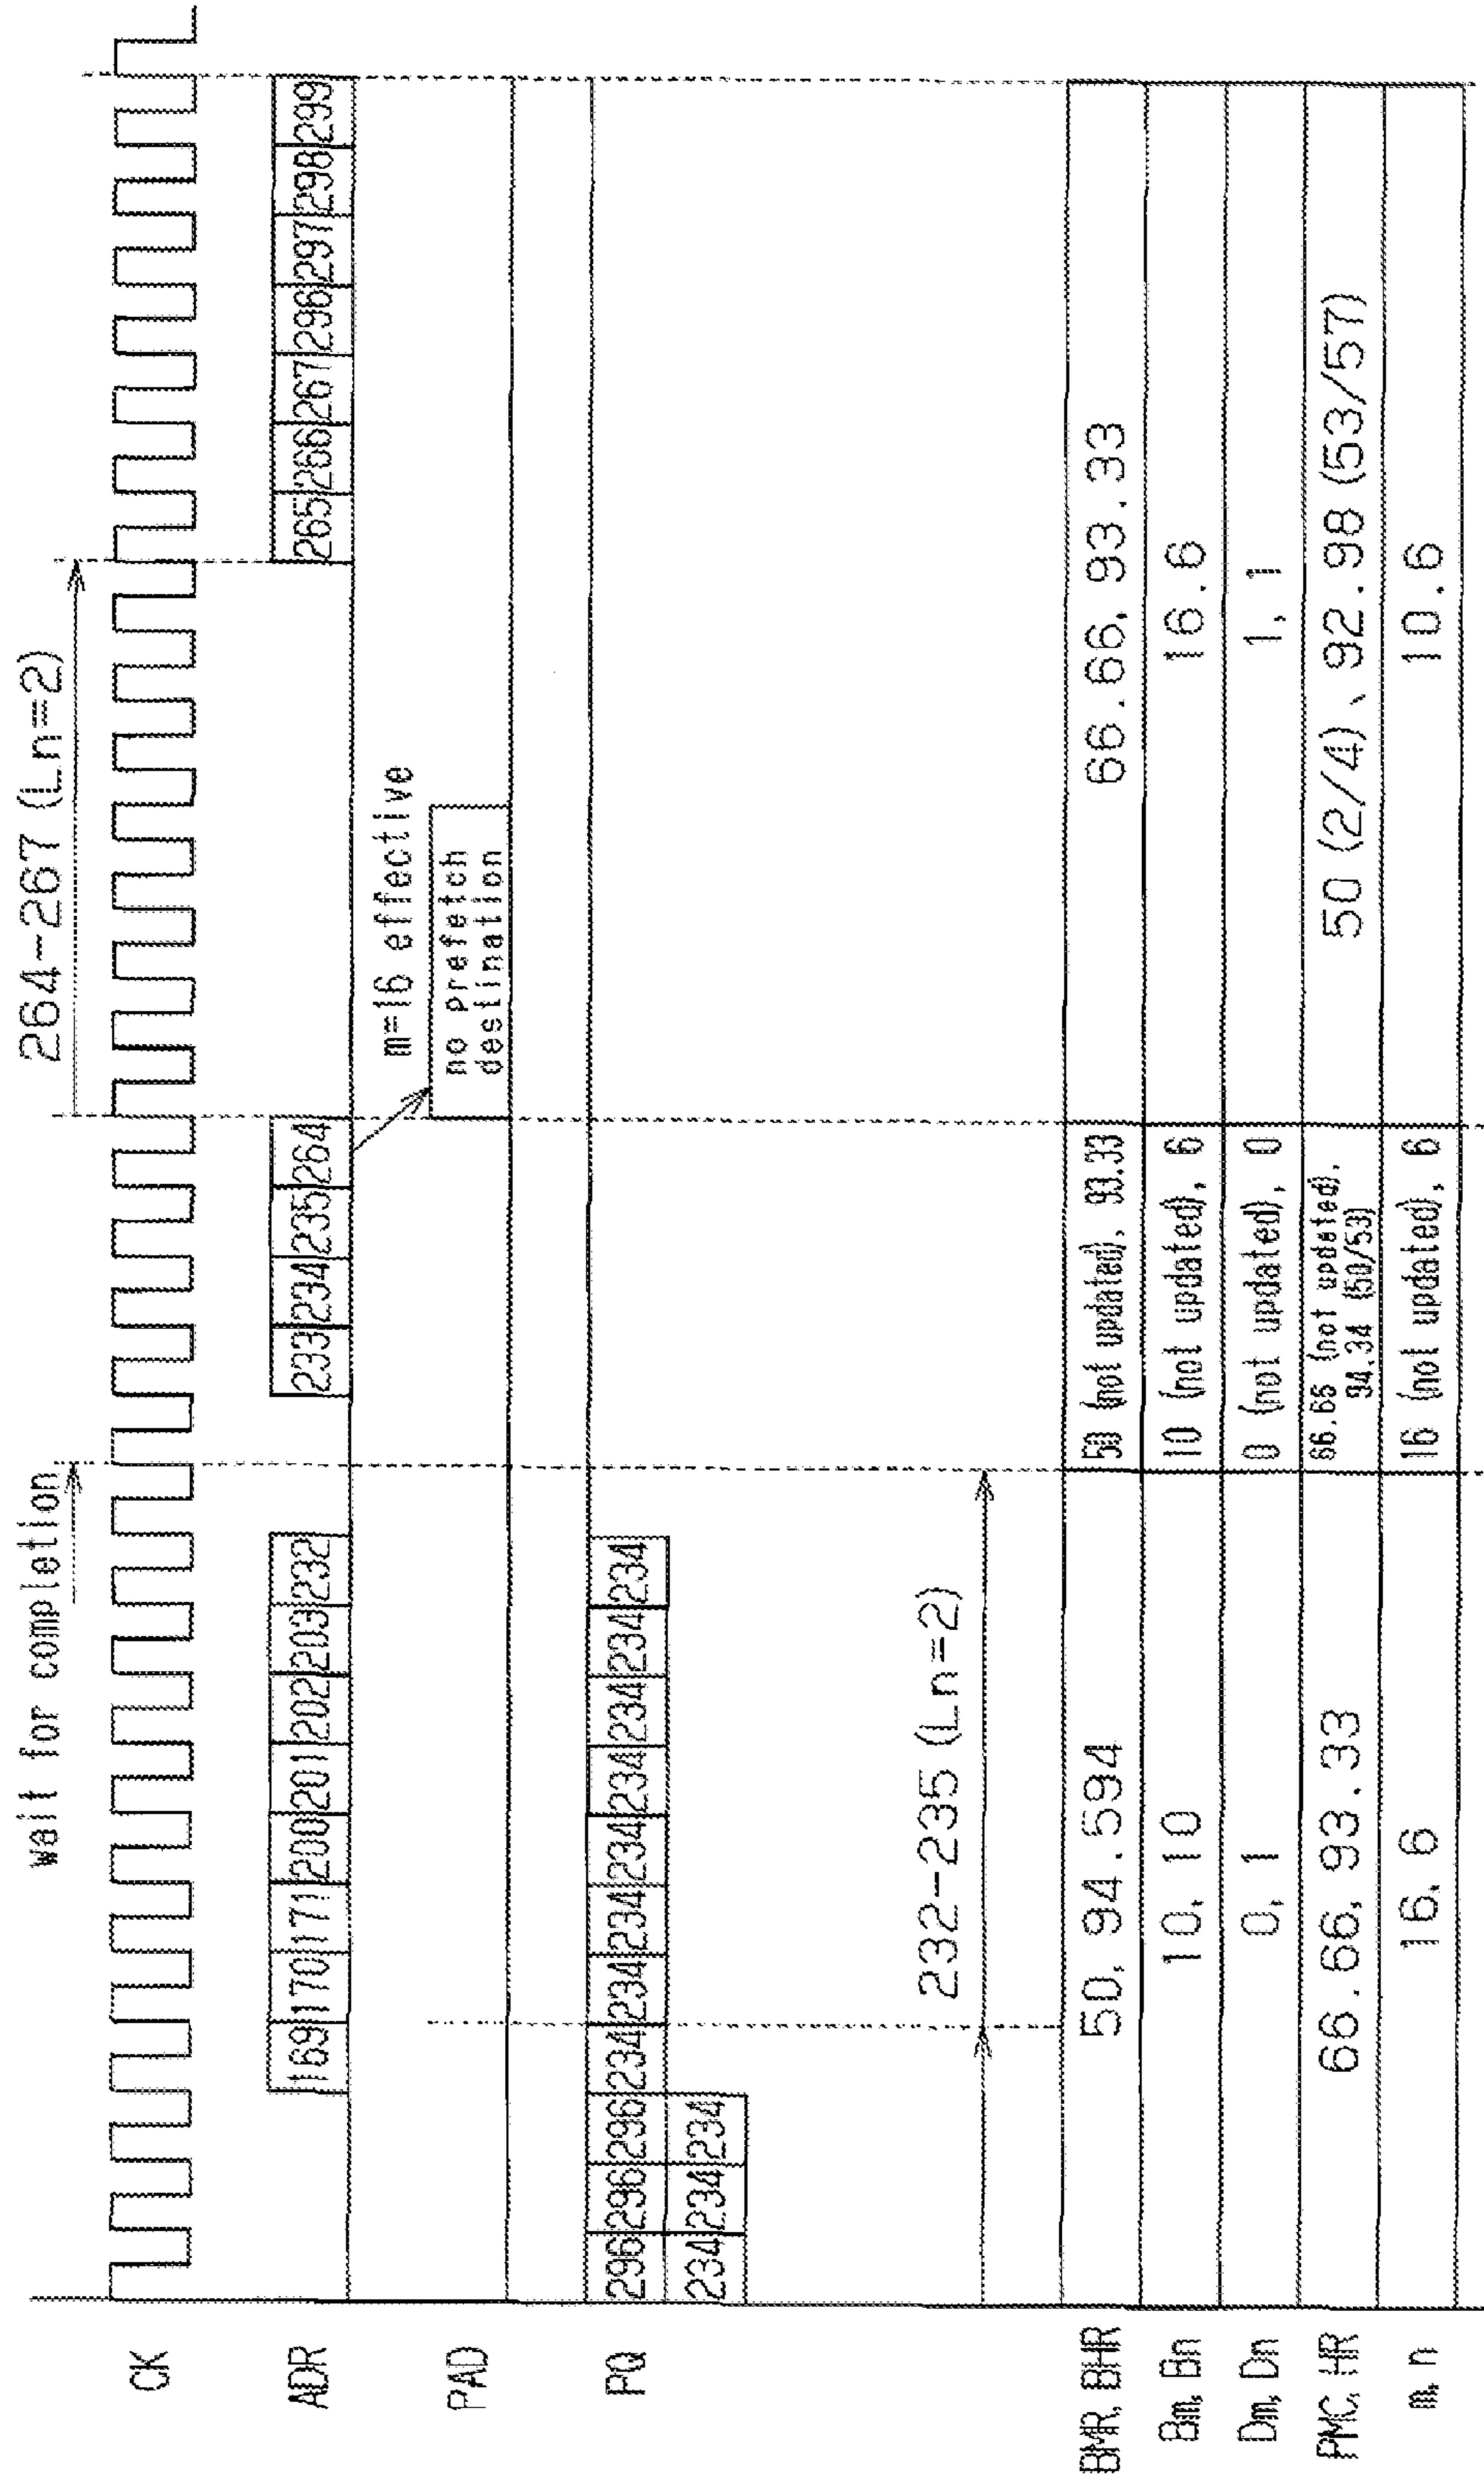 wait for completion
264-267 (Ln=2)
CK
ADR
169 170 171 200 201 202 203 232
233 234 235 264
265 266 267 296 297 298 299
m=16 effective
PAD
no Prefetch
destination
PQ
296 296 296 234 234 234 234 234 234 234 234
234 234 234
232-235 (Ln=2)
BMR, BHR
50, 94.594
50 (not updated), 93.33
66.66, 93.33
Bm, Bn
10, 10
10 (not updated), 6
16.6
Dm, Dn
0, 1
0 (not updated), 0
1, 1
PMC, HR
66.66, 93.33
66.66 (not updated),
94.34 (50/53)
50 (2/4)、92.98 (53/57)
m, n
16, 6
16 (not updated), 6
10.6